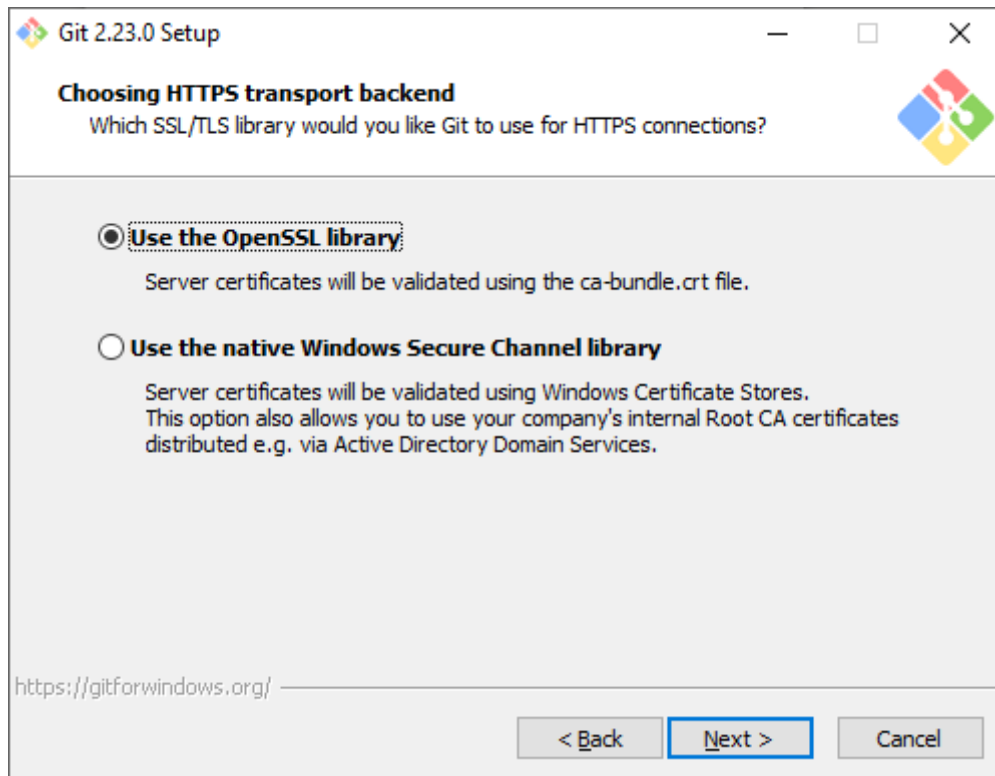 Git 2.23.0 Setup
Choosing HTTPS transport backend
Which SSL/TLS library would you like Git to use for HTTPS connections?
Use the OpenSSL library
Server certificates will be validated using the ca-bundle.crt file.
Use the native Windows Secure Channel library
Server certificates will be validated using Windows Certificate Stores.
This option also allows you to use your company's internal Root CA certificates
distributed e.g. via Active Directory Domain Services.
https://gitforwindows.org/
< Back Next > Cancel